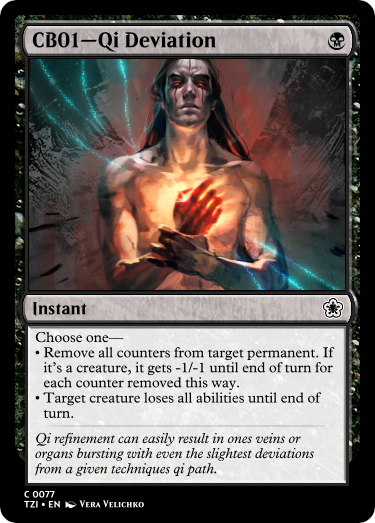 CB01—Qi Deviation
Instant
Choose one—
• Remove all counters from target permanent. If
it's a creature, it gets -1/-1 until end of turn for
each counter removed this way.
• Target creature loses all abilities until end of
turn.
Qi refinement can easily result in ones veins or
organs bursting with even the slightest deviations
from a given techniques qi path.
C 0077
TZI • EN Vera Velichko